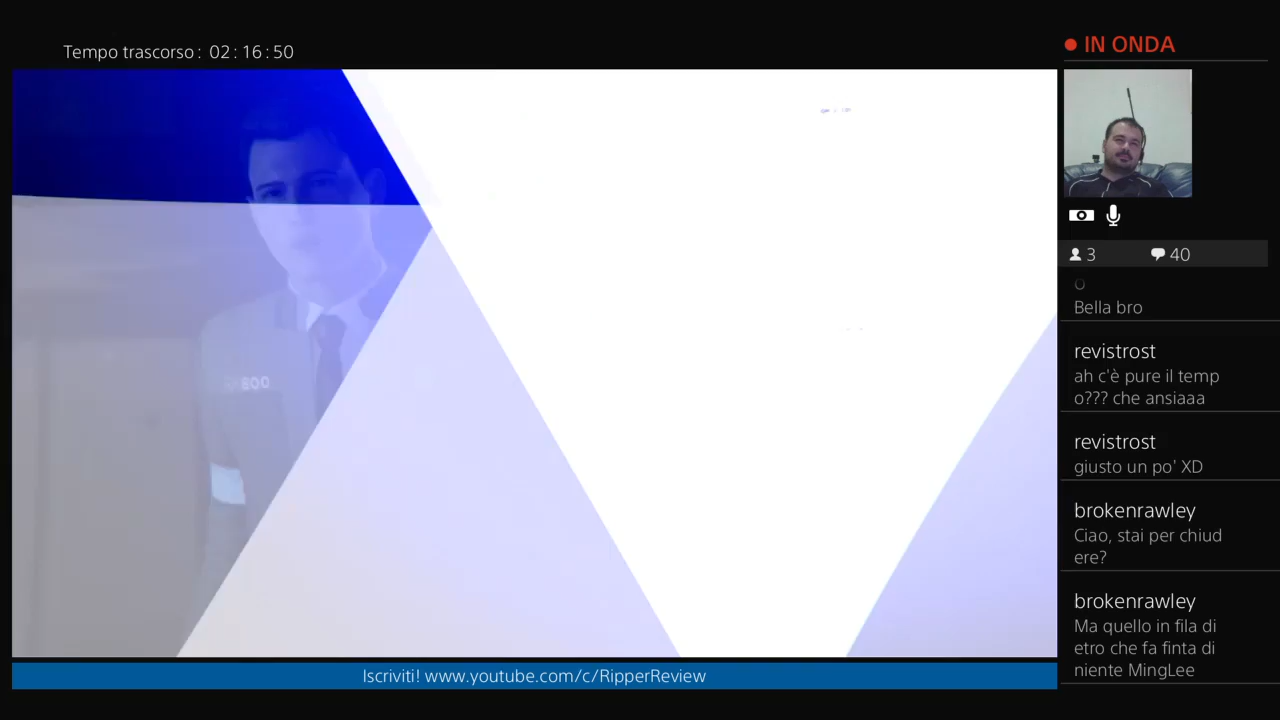 Tempo trascorso: 02:16:50
IN ONDA
3 40
Bella bro
revistrost
ah c'è pure il temp
o??? che ansiaaa
revistrost
giusto un po' XD
brokenrawley
Ciao, stai per chiud
ere?
brokenrawley
Ma quello in fila di
etro che fa finta di
niente MingLee
800
Iscriviti! www.youtube.com/c/RipperReview